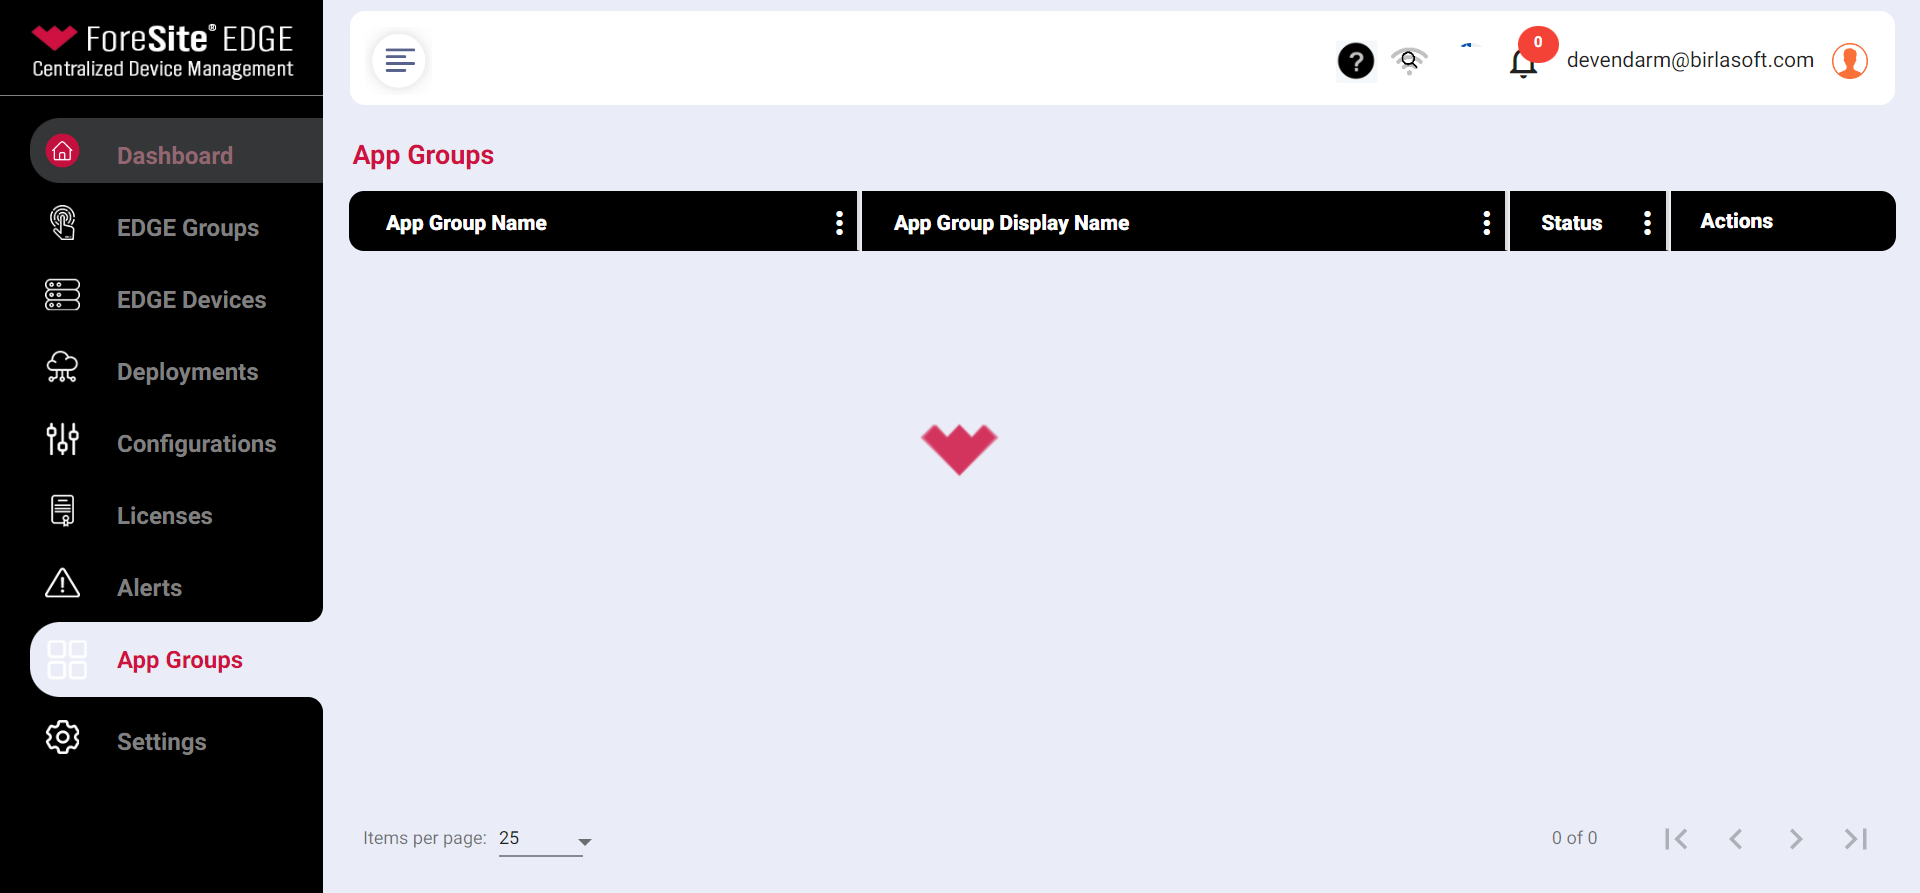 ForeSite® EDGE
Centralized Device Management
0
devendarm@birlasoft.com
Dashboard
EDGE Groups
EDGE Devices
Deployments
Configurations
Licenses
Alerts
App Groups
Settings
App Groups
App Group Name
App Group Display Name
Status
Actions
Items per page: 25
0 of 0